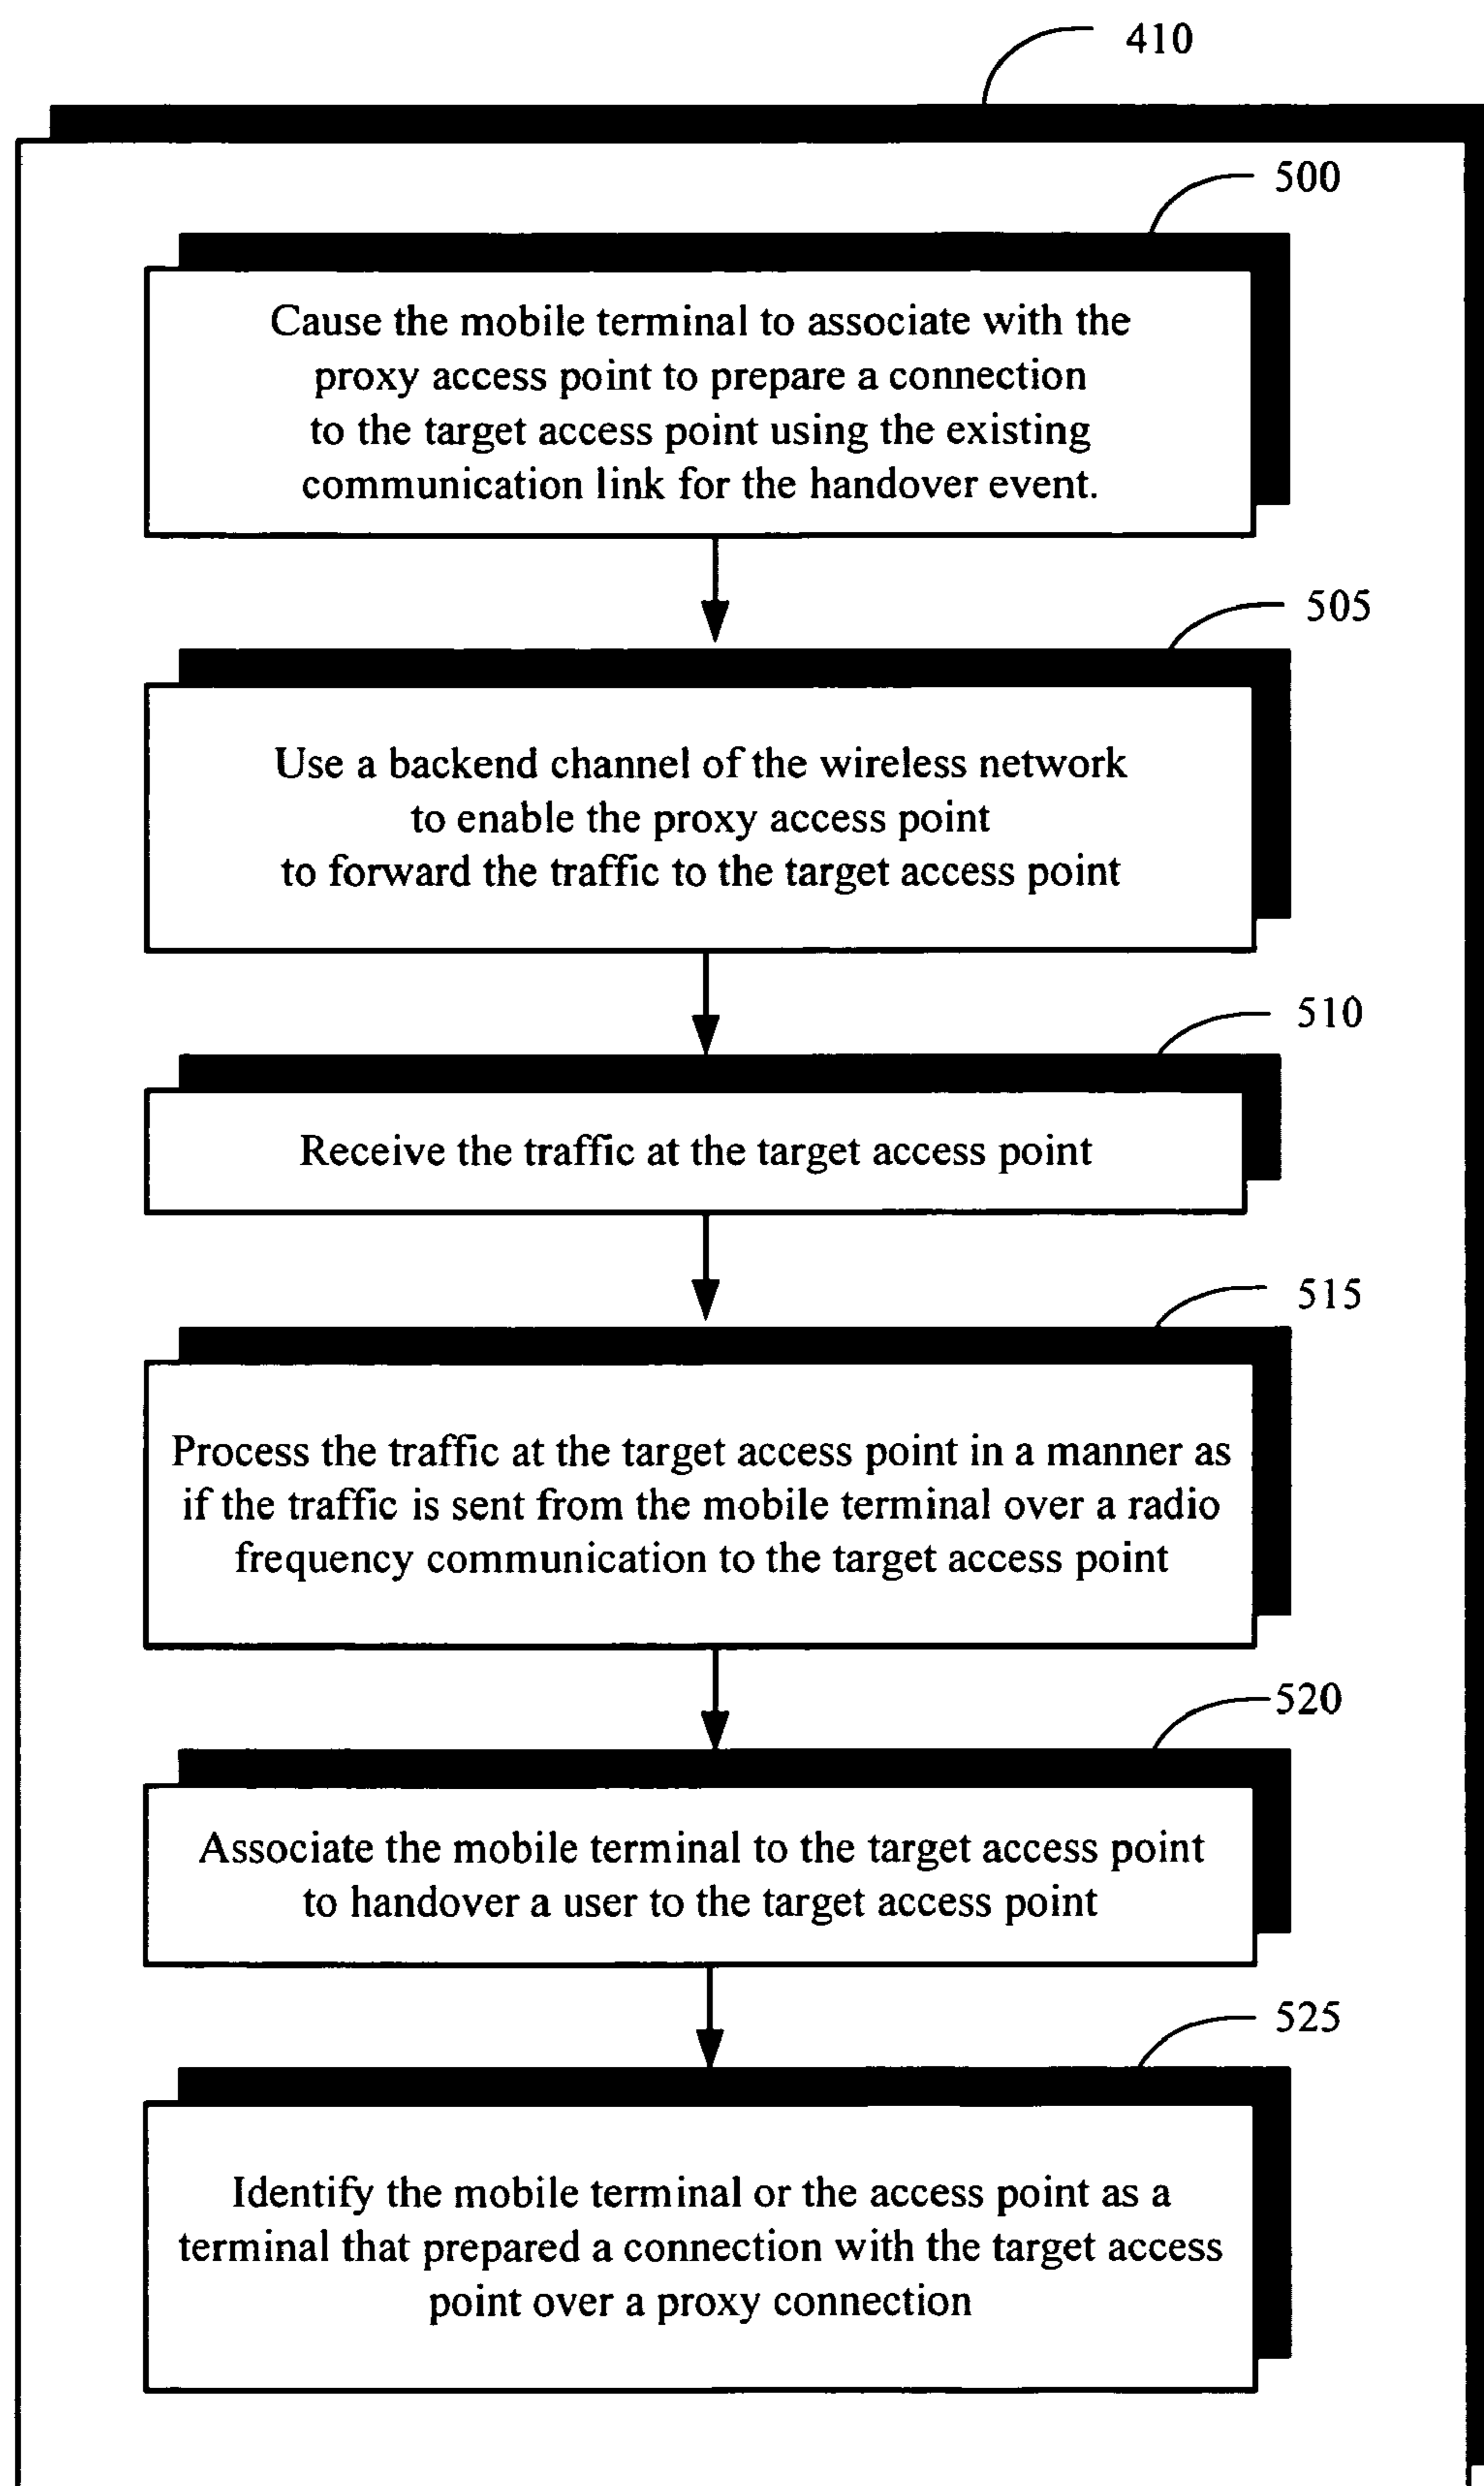 410
500
Cause the mobile terminal to associate with the
proxy access point to prepare a connection
to the target access point using the existing
communication link for the handover event.
505
Use a backend channel of the wireless network
to enable the proxy access point
to forward the traffic to the target access point
510
Receive the traffic at the target access point
515
Process the traffic at the target access point in a manner as
if the traffic is sent from the mobile terminal over a radio
frequency communication to the target access point
520
Associate the mobile terminal to the target access point
to handover a user to the target access point
525
Identify the mobile terminal or the access point as a
terminal that prepared a connection with the target access
point over a proxy connection